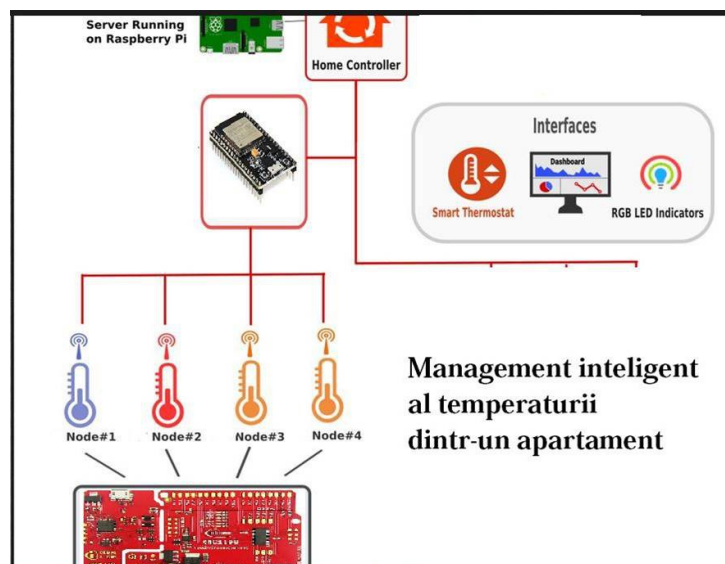 Server Running
on Raspberry Pi
Home Controller
Interfaces
Dashboard
Smart Thermostat
RGB LED Indicators
Node#1
Node#2
Node#3
Node#4
Management inteligent
al temperaturii
dintr-un apartament